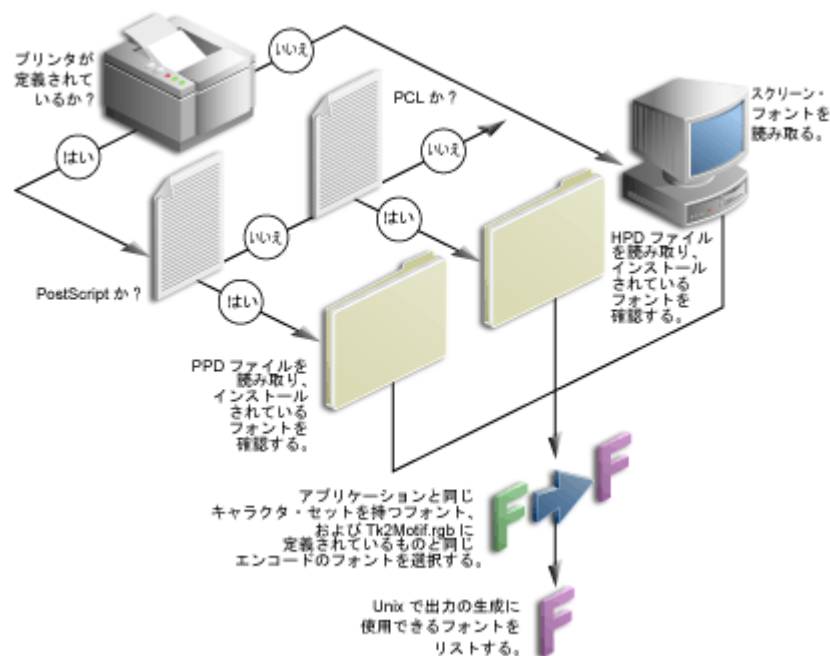 プリンタが
定義されて
いるか？
いいえ
はい
PCL か？
いいえ
スクリーン・
フォントを
読み取る。
PostScript か？
いいえ
はい
はい
HPD ファイル
を読み取り、
インストール
されている
フォントを
確認する。
PPD ファイルを
読み取り、
インストール
されている
フォントを
確認する。
アプリケーションと同じ
キャラクタ・セットを持つフォント、
および Tk2Motif.rgb に
定義されているものと同じ
エンコードのフォントを選択する。
F
F
Unix で出力の生成に
使用できるフォントを
リストする。
F